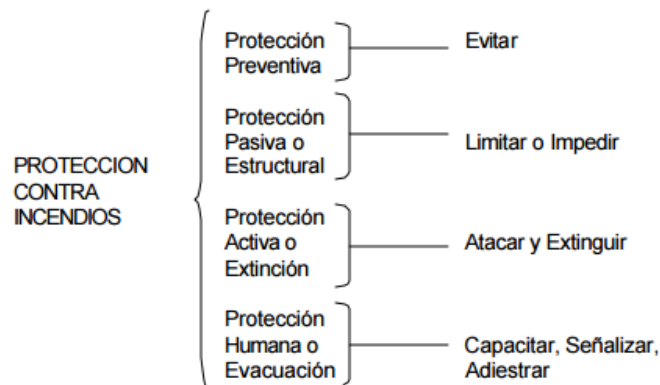 PROTECCION
CONTRA
INCENDIOS
Protección
Preventiva
Evitar
Protección
Pasiva o
Estructural
Limitar o Impedir
Protección
Activa o
Extinción
Atacar y Extinguir
Protección
Humana o
Evacuación
Capacitar, Señalizar,
Adiestrar